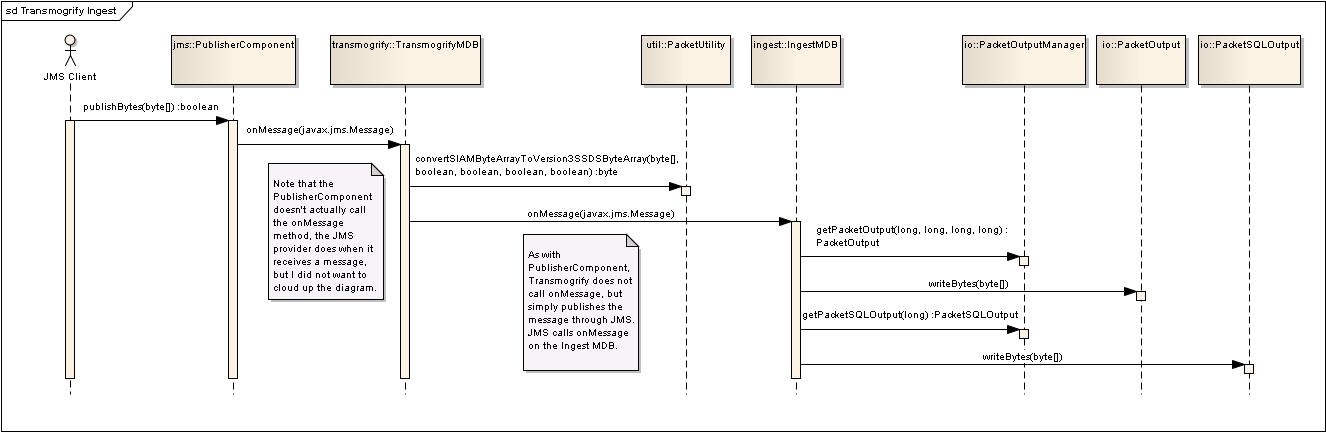 sd Transmogrify Ingest
JMS Client
jms::PublisherComponent
transmogrify::TransmogrifyMDB
util::PacketUtility
ingest::IngestMDB
io::PacketOutputManager
io::PacketOutput
io::PacketSQLOutput
publishBytes(byte[]) :boolean
onMessage(javax.jms.Message)
convertSIAMByteArrayToVersion3SSDSByteArray(byte[],
boolean, boolean, boolean, boolean) :byte
Note that the
PublisherComponent
doesn't actually call
the onMessage
method, the JMS
provider does when it
receives a message,
but I did not want to
cloud up the diagram.
onMessage(javax.jms.Message)
As with
PublisherComponent,
Transmogrify does not
call onMessage, but
simply publishes the
message through JMS.
JMS calls onMessage
on the Ingest MDB.
getPacketOutput(long, long, long, long) :
PacketOutput
writeBytes(byte[])
getPacketSQLOutput(long) :PacketSQLOutput
writeBytes(byte[])